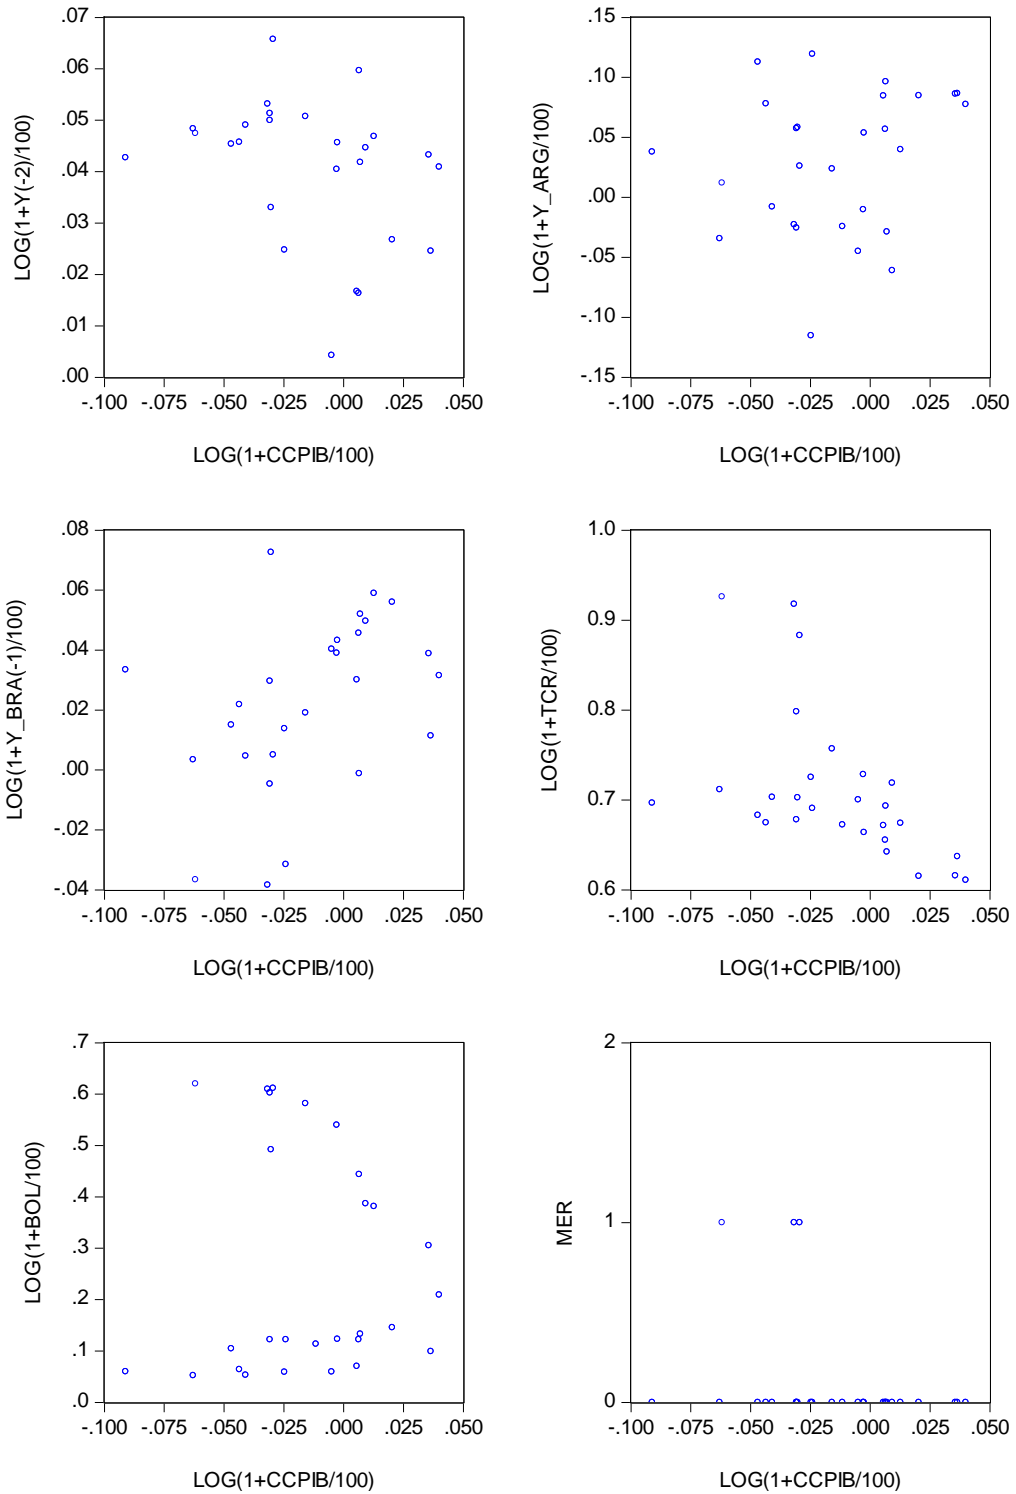 .07
.06
.05
.04
.03
.02
.01
.00
LOG(1+Y(-2)/100)
-.100 -.075 -.050 -.025 .000 .025 .050
LOG(1+CCPIB/100)
.15
.10
.05
.00
-.05
-.10
-.15
LOG(1+Y_ARG/100)
-.100 -.075 -.050 -.025 .000 .025 .050
LOG(1+CCPIB/100)
.08
.06
.04
.02
.00
-.02
-.04
LOG(1+Y_BRA(-1)/100)
-.100 -.075 -.050 -.025 .000 .025 .050
LOG(1+CCPIB/100)
1.0
0.9
0.8
0.7
0.6
LOG(1+TCR/100)
-.100 -.075 -.050 -.025 .000 .025 .050
LOG(1+CCPIB/100)
.7
.6
.5
.4
.3
.2
.1
.0
LOG(1+BOL/100)
-.100 -.075 -.050 -.025 .000 .025 .050
LOG(1+CCPIB/100)
2
1
0
MER
-.100 -.075 -.050 -.025 .000 .025 .050
LOG(1+CCPIB/100)